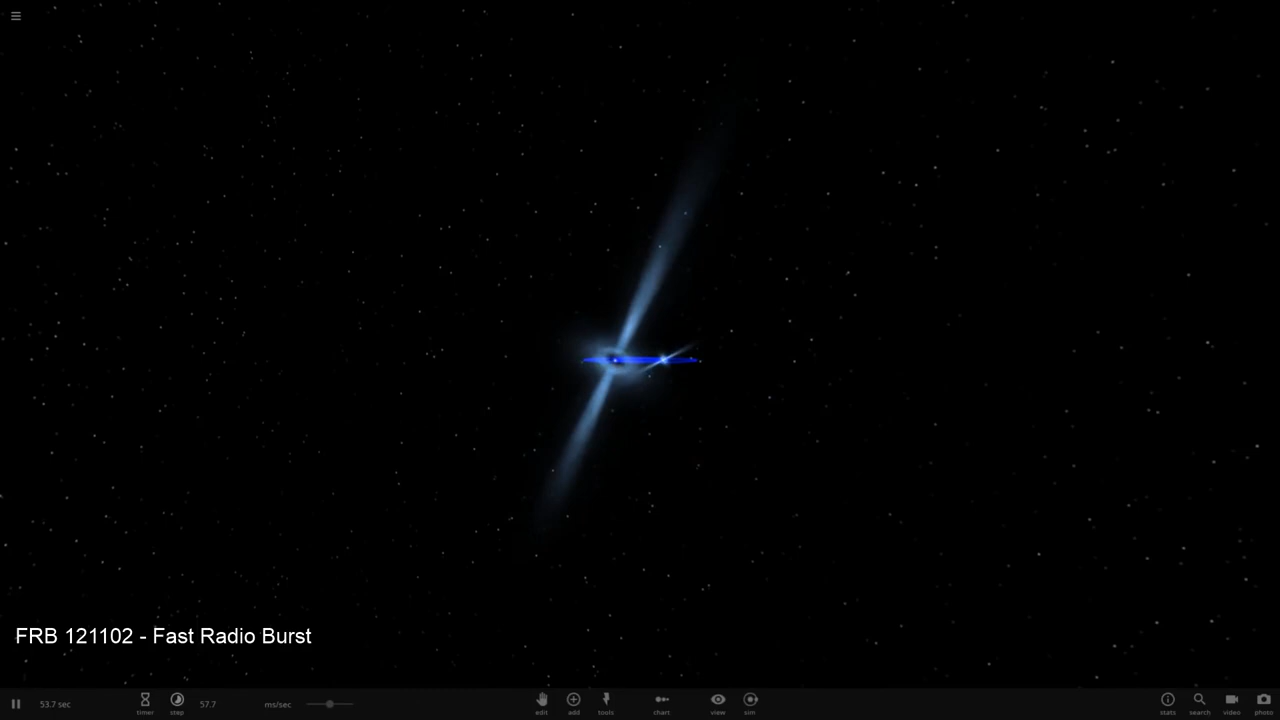 FRB 121102 - Fast Radio Burst
53.7 sec
timer
step
57.7
ms/sec
edit
add
tools
chart
view
sim
stats
search
video
photo